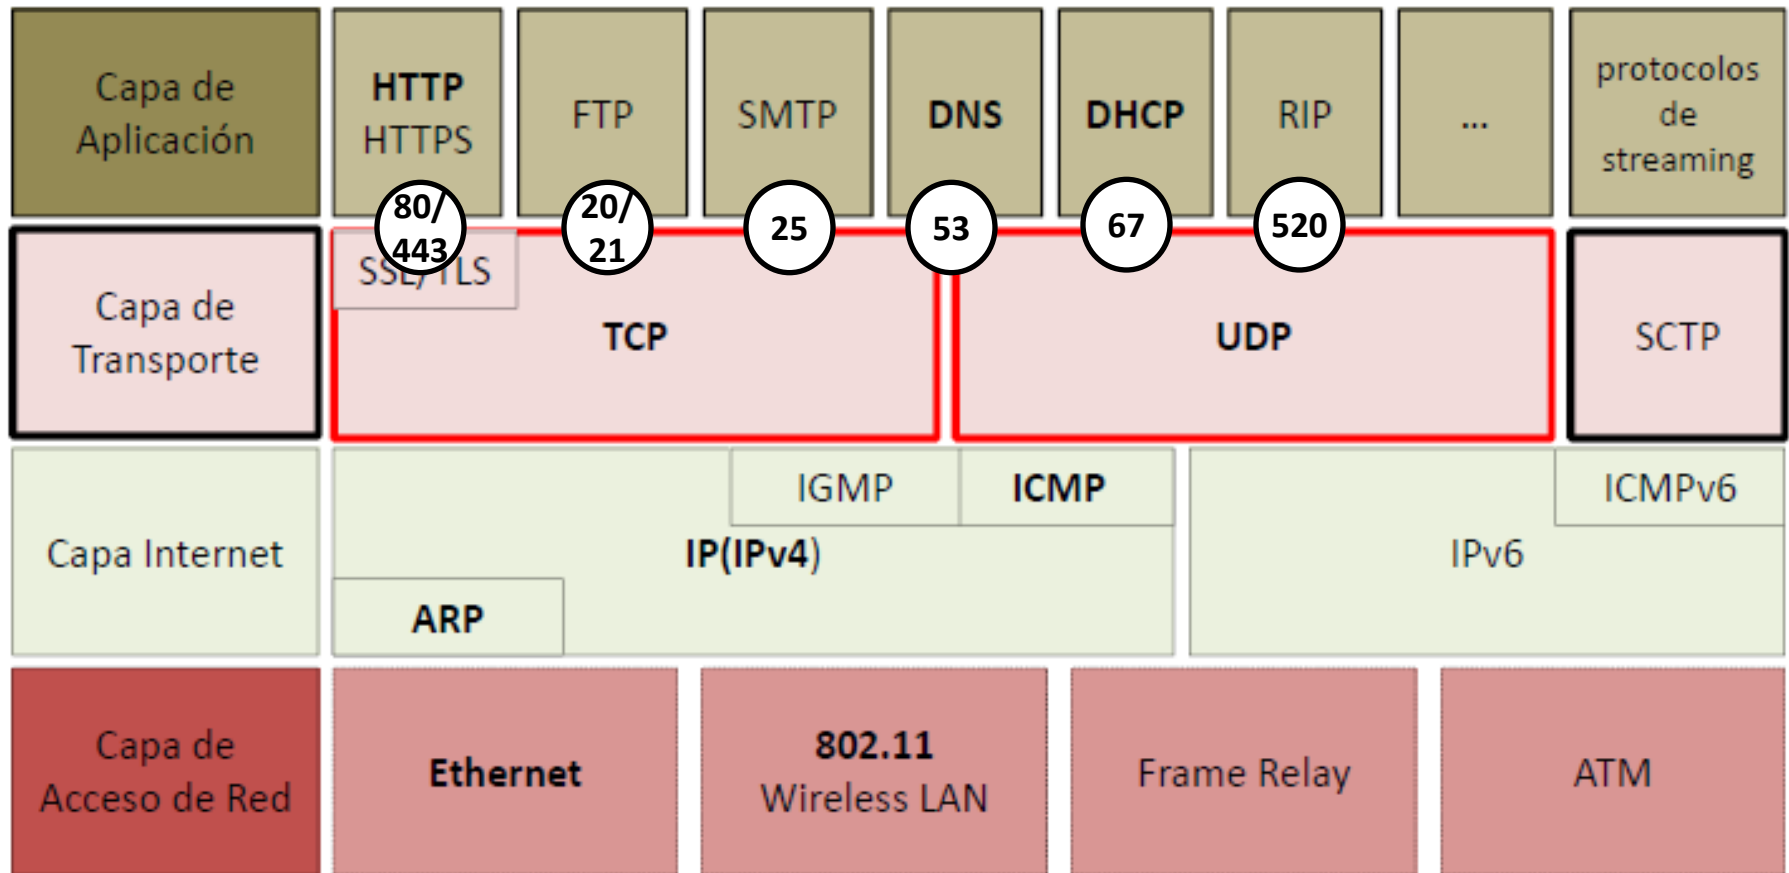 Capa de
Aplicación
HTTP
HTTPS
FTP
SMTP
DNS
DHCP
RIP
...
protocolos
de
streaming
80/
443
20/
21
25
53
67
520
Capa de
Transporte
SSL/TLS
TCP
UDP
SCTP
Capa Internet
IGMP
ICMP
IP(IPv4)
ARP
ICMPv6
IPv6
Capa de
Acceso de Red
Ethernet
802.11
Wireless LAN
Frame Relay
ATM